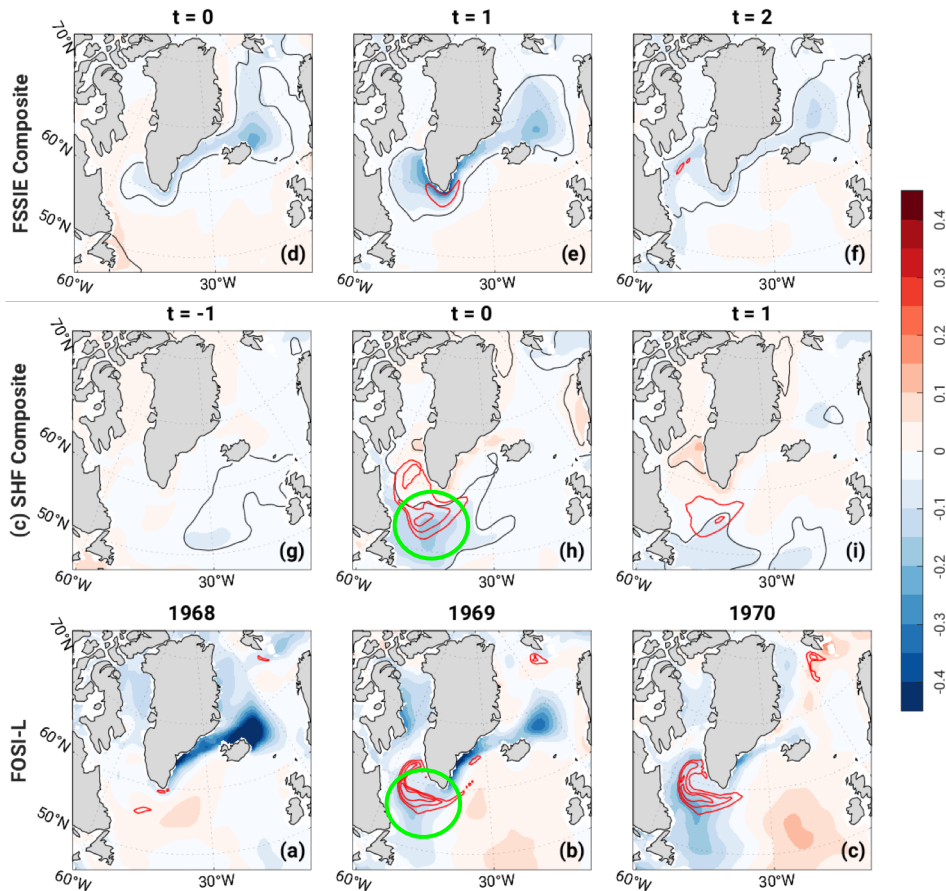 t = 0 t = 1 t = 2
FSSIE Composite
70°N
60°N
50°N
60°W 30°W (d)
60°W 30°W (e)
60°W 30°W (f)
t = -1 t = 0 t = 1
(c) SHF Composite
70°N
60°N
50°N
60°W 30°W (g)
60°W 30°W (h)
60°W 30°W (i)
1968 1969 1970
FOSI-L
70°N
60°N
50°N
60°W 30°W (a)
60°W 30°W (b)
60°W 30°W (c)
0.4
0.3
0.2
0.1
0
-0.1
-0.2
-0.3
-0.4